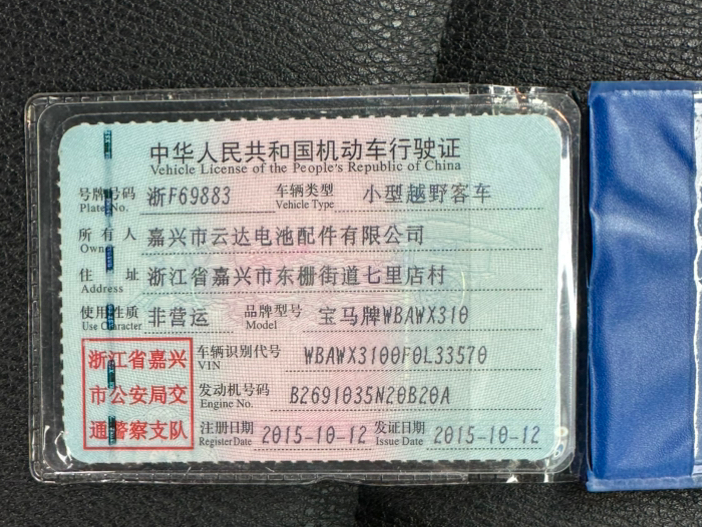 中华人民共和国机动车行驶证
Vehicle License of the People's Republic of China
号牌号码 浙F69883 车辆类型 小型越野客车
Plate No. Vehicle Type
所有人 嘉兴市云达电池配件有限公司
Owner
住址 浙江省嘉兴市东栅街道七里店村
Address
使用性质 非营运 品牌型号 宝马牌WBAWX310
Use Character Model
浙江省嘉兴
市公安局交
通警察支队
车辆识别代号 WBAWX3100F0L33570
VIN
发动机号码 B2691035N20B20A
Engine No.
注册日期 2015-10-12 发证日期 2015-10-12
Register Date Issue Date